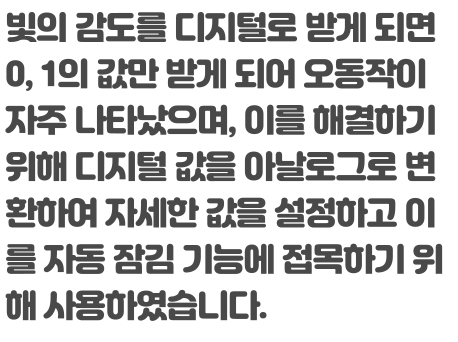 빛의 감도를 디지털로 받게 되면
0, 1의 값만 받게 되어 오동작이
자주 나타났으며, 이를 해결하기
위해 디지털 값을 아날로그로 변
환하여 자세한 값을 설정하고 이
를 자동 잠김 기능에 접목하기 위
해 사용하였습니다.